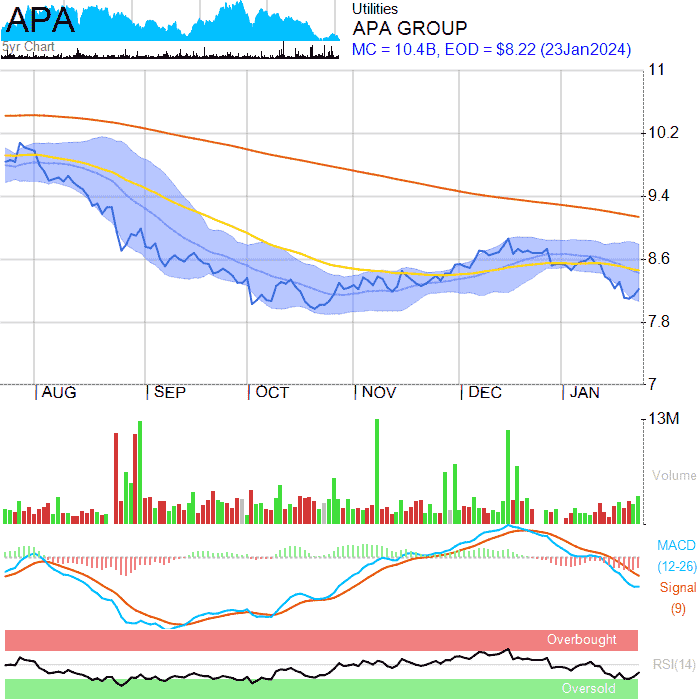 APA
5yr Chart
Utilities
APA GROUP
MC = 10.4B, EOD = $8.22 (23Jan2024)
11
10.2
9.4
8.6
7.8
7
AUG SEP OCT NOV DEC JAN
13M
Volume
MACD
(12-26)
Signal
(9)
Overbought
RSI(14)
Oversold